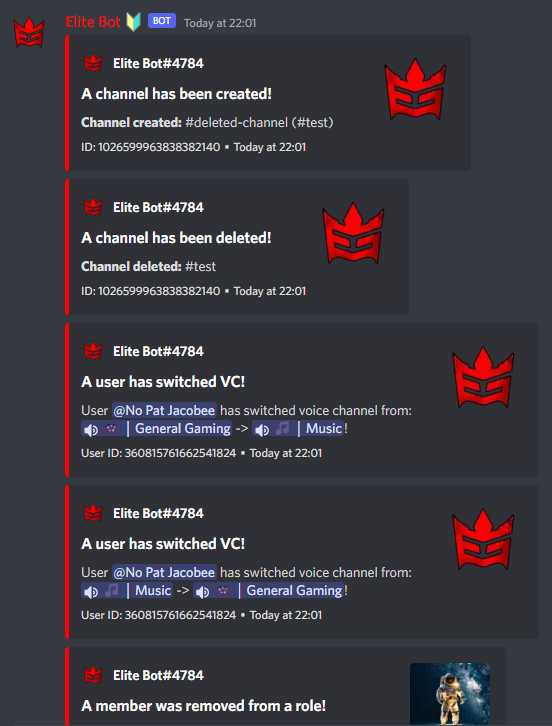 Elite Bot BOT Today at 22:01
Elite Bot#4784
A channel has been created!
Channel created: #deleted-channel (#test)
ID: 1026599963838382140 • Today at 22:01
Elite Bot#4784
A channel has been deleted!
Channel deleted: #test
ID: 1026599963838382140 • Today at 22:01
Elite Bot#4784
A user has switched VC!
User @No Pat Jacobee has switched voice channel from:
| General Gaming -> | Music!
User ID: 360815761662541824 • Today at 22:01
Elite Bot#4784
A user has switched VC!
User @No Pat Jacobee has switched voice channel from:
| Music -> | General Gaming!
User ID: 360815761662541824 • Today at 22:01
Elite Bot#4784
A member was removed from a role!